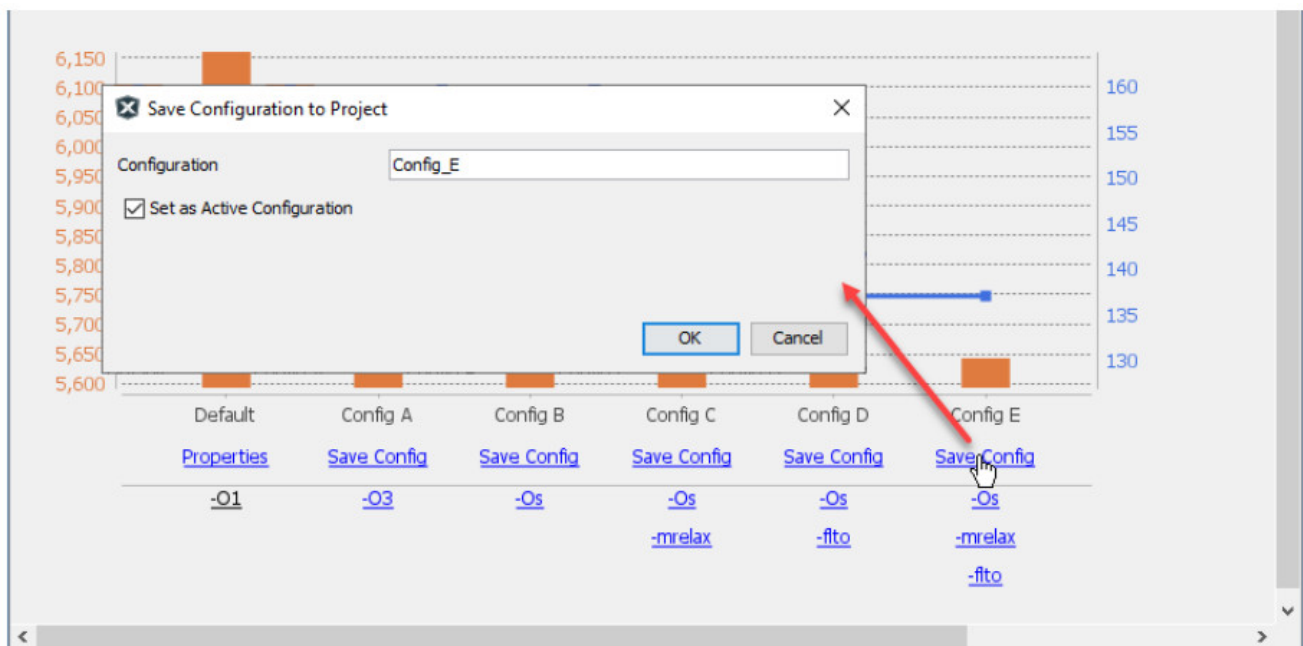 6,150
6,100
160
Save Configuration to Project
6,050
155
6,000
Configuration
Config_E
5,950
150
5,900
Set as Active Configuration
145
5,850
5,800
140
5,750
135
5,700
OK
Cancel
5,650
130
5,600
Default Config A Config B Config C Config D Config E
Properties Save Config Save Config Save Config Save Config Save Config
-O1 -O3 -Os -Os -Os -Os
-mrelax -flto -mrelax
-flto